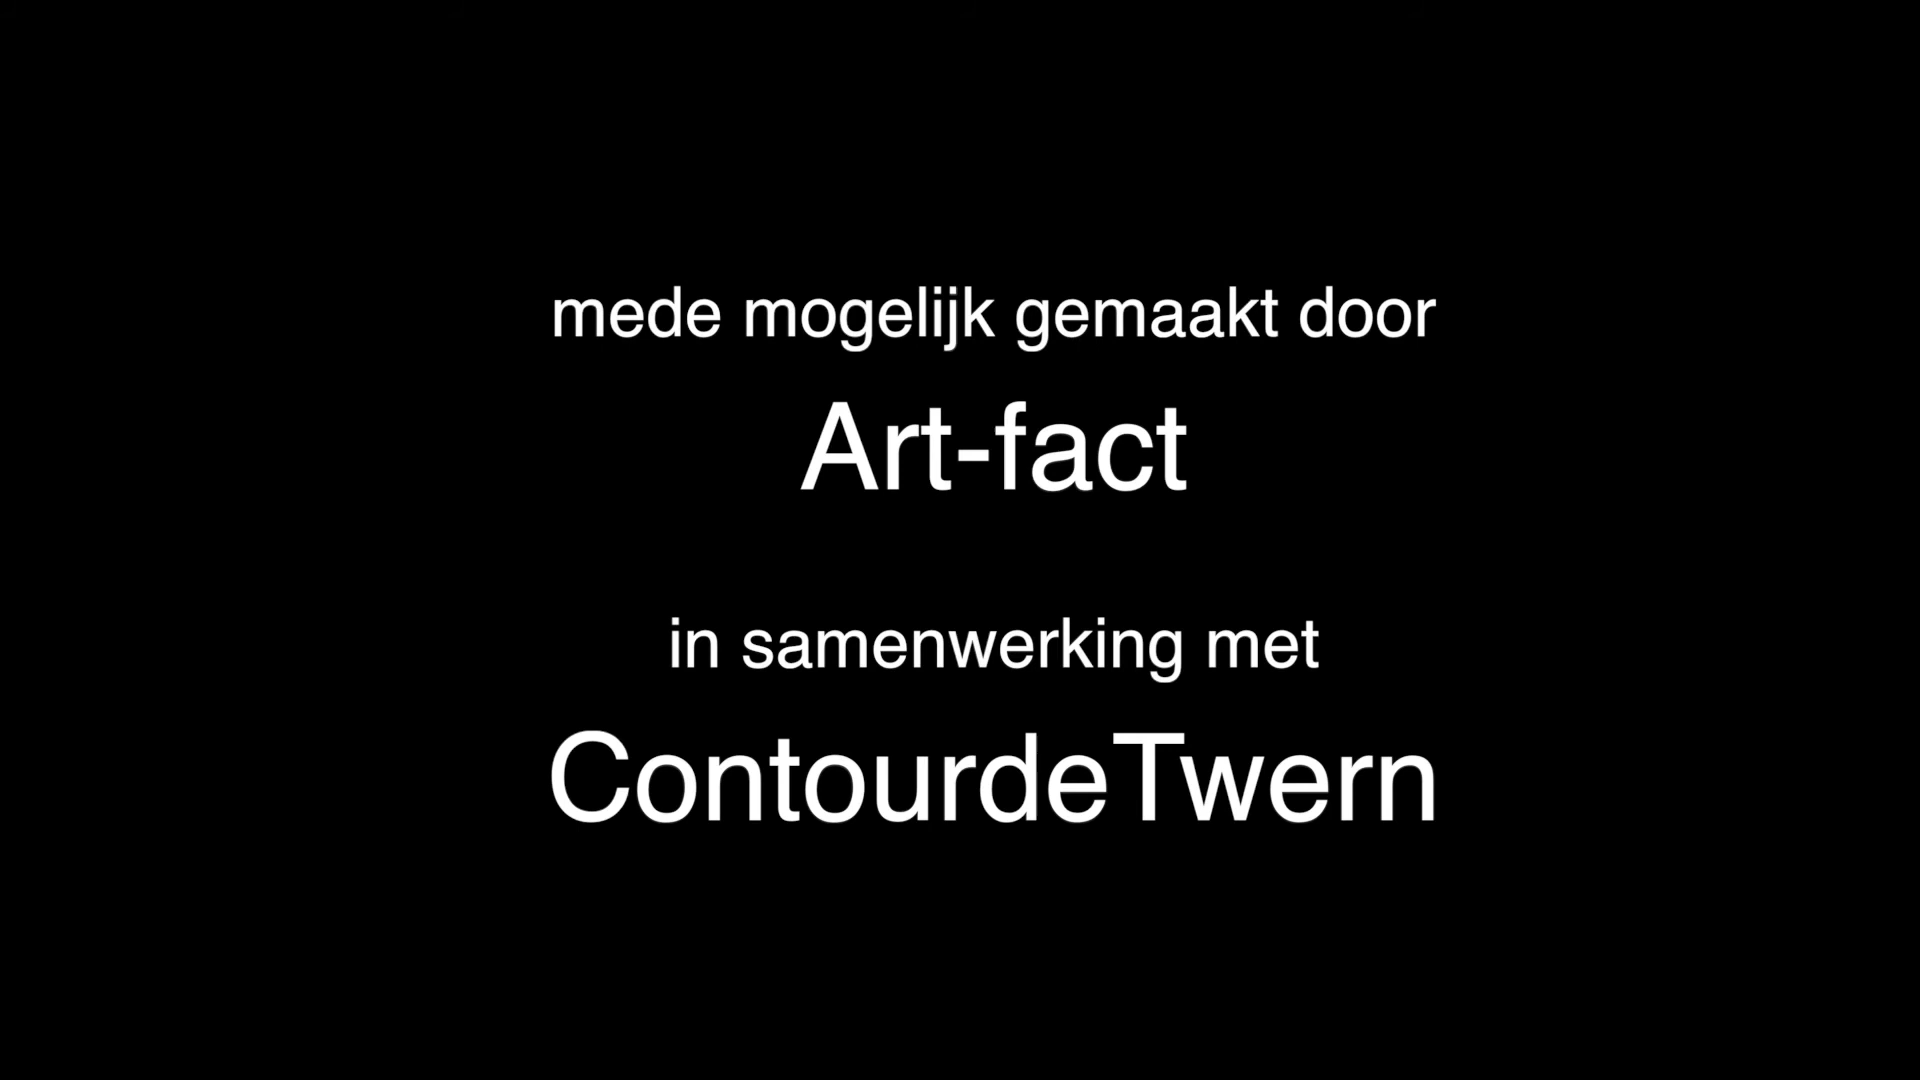 mede mogelijk gemaakt door
Art-fact
in samenwerking met
ContourdeTwern